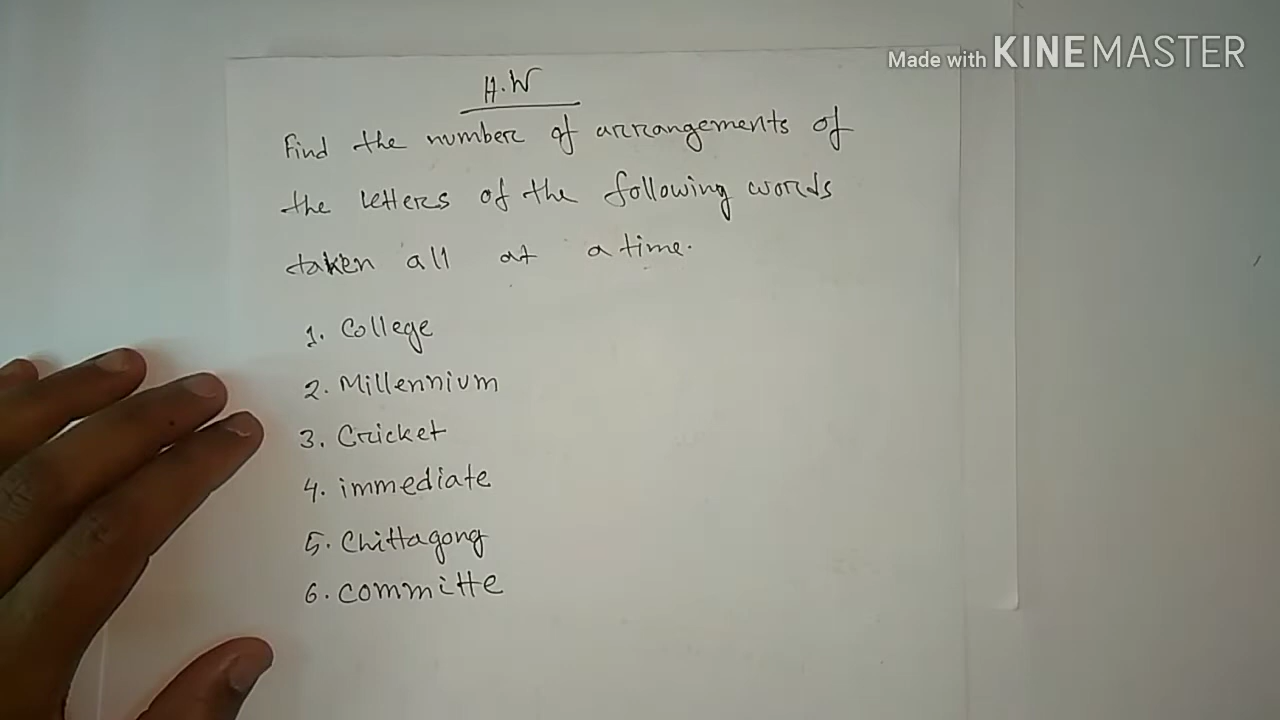 Made with KINEMASTER
H.W
Find the number of arrangements of
the letters of the following words
taken all at a time.
1. College
2. Millennium
3. Cricket
4. immediate
5. Chittagong
6. committe